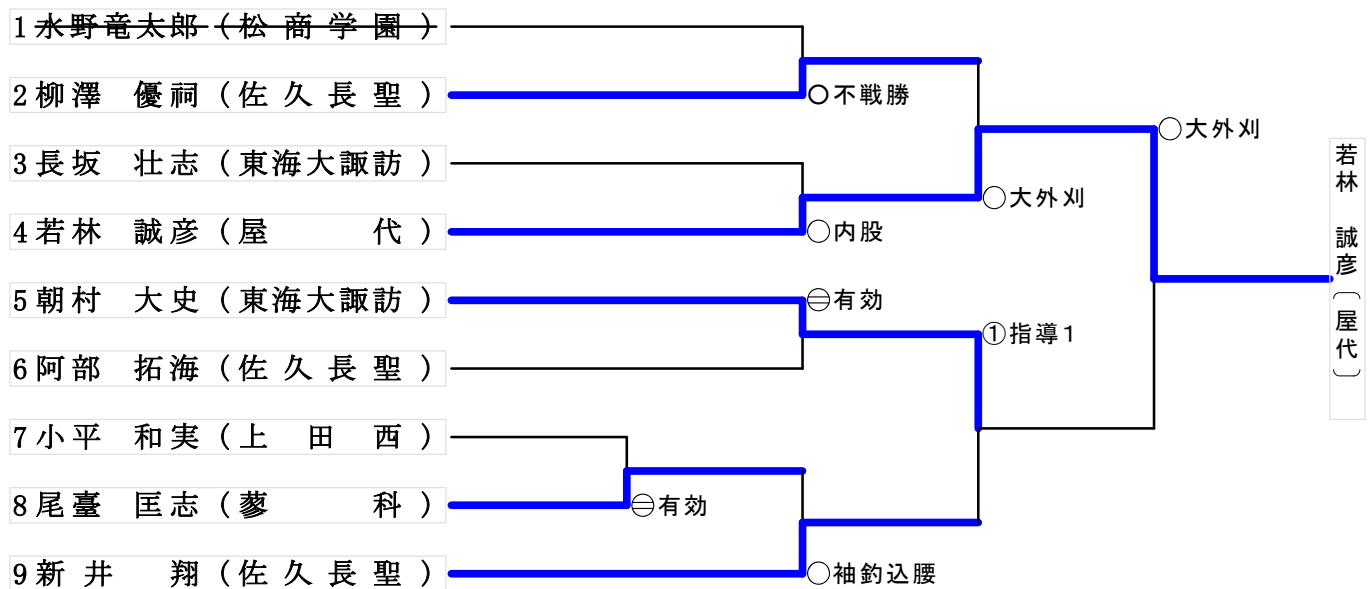 1 水野竜太郎 (松商学園)
2 柳澤 優祠 (佐久長聖)
○不戦勝
○大外刈
3 長坂 壮志 (東海大諏訪)
○大外刈
4 若林 誠彦 (屋代)
○内股
若林 誠彦〔屋代〕
5 朝村 大史 (東海大諏訪)
㊂有効
①指導1
6 阿部 拓海 (佐久長聖)
7 小平 和実 (上田西)
8 尾臺 匡志 (蓼科)
㊂有効
9 新井 翔 (佐久長聖)
○袖釣込腰